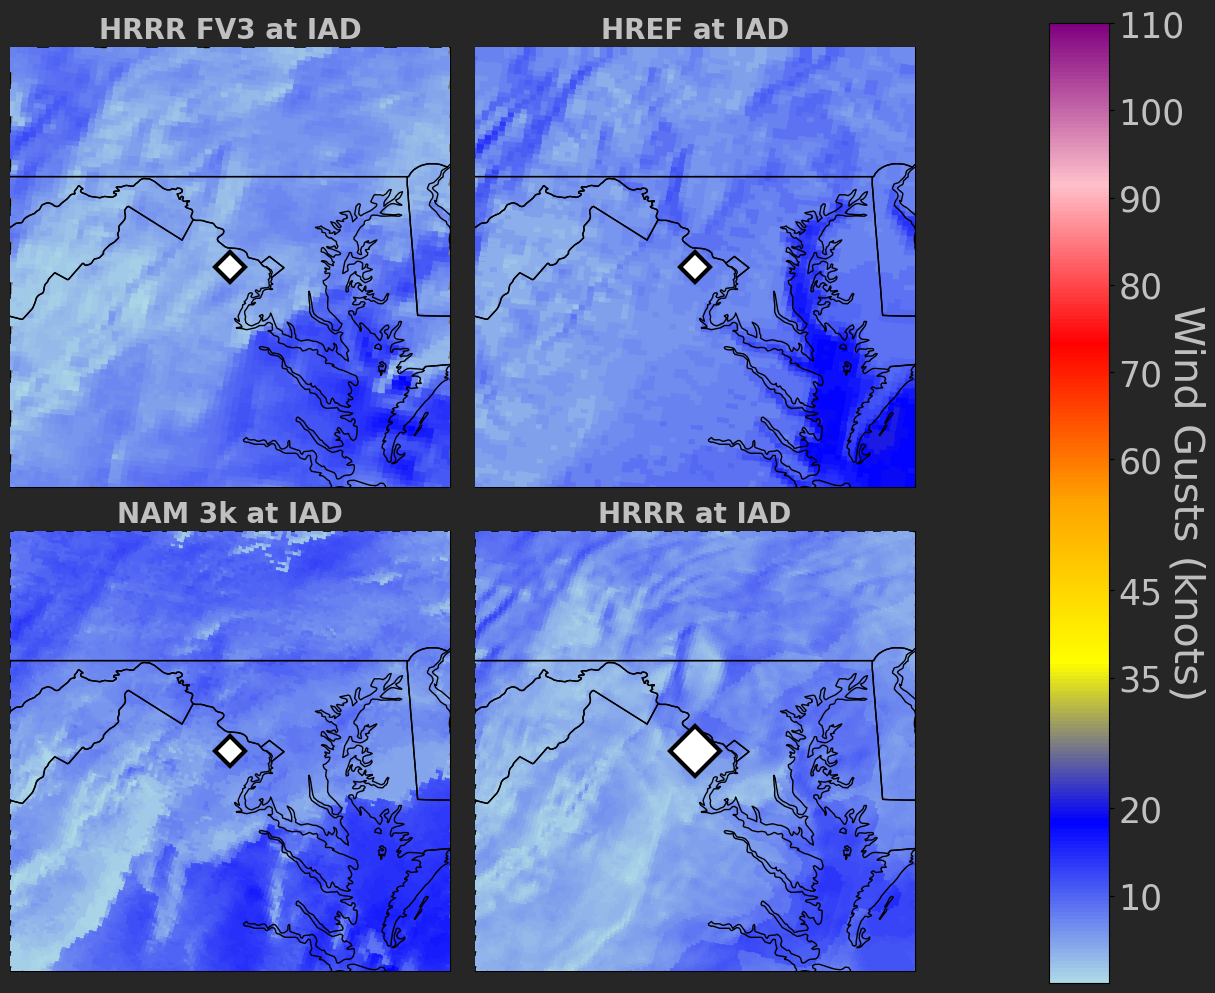 HRRR FV3 at IAD
HREF at IAD
NAM 3k at IAD
HRRR at IAD
110
100
90
80
70
60
45
35
20
10
Wind Gusts (knots)